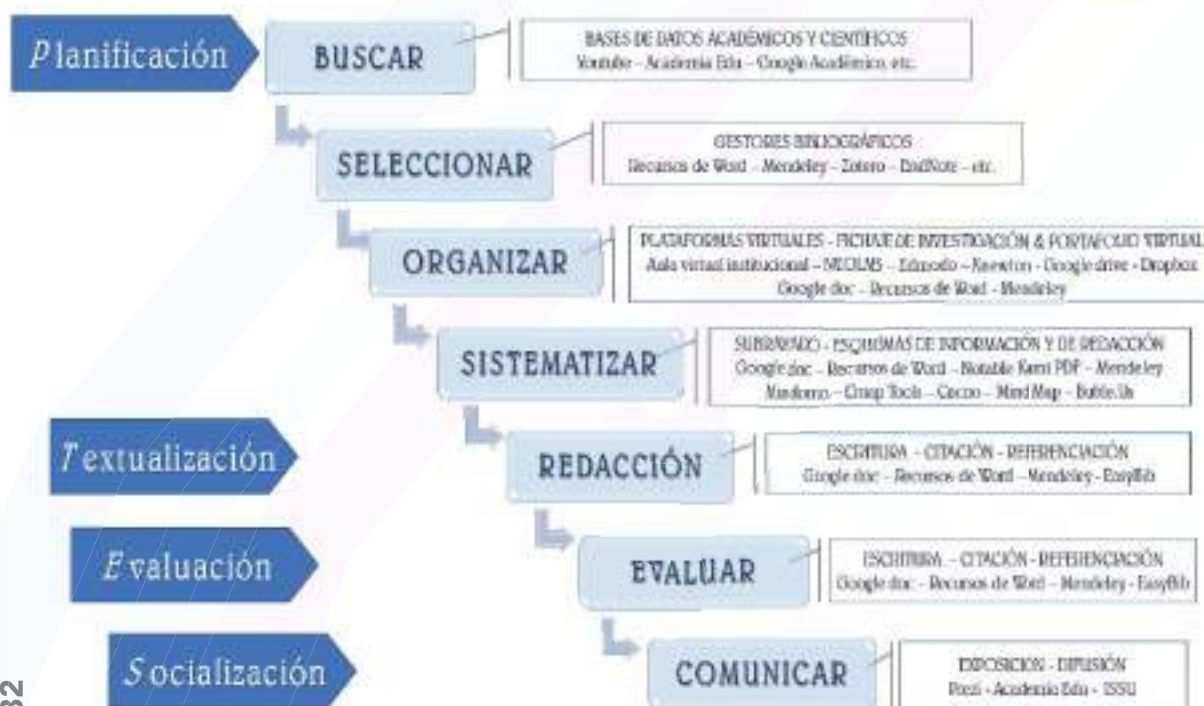 Planificación
BUSCAR
BASES DE DATOS ACADÉMICOS Y CIENTÍFICOS
Youtube – Academia Edu – Google Académico, etc.
SELECCIONAR
GESTORES BIBLIOGRÁFICOS
Recursos de Word – Mendeley – Zotero – EndNote – etc.
ORGANIZAR
PLATAFORMAS VIRTUALES - FICHAJE DE INVESTIGACIÓN & PORTAFOLIO VIRTUAL
Aula virtual institucional – NEOLMS – Edmodo – Knewton - Google drive - Dropbox
Google doc – Recursos de Word – Mendeley
SISTEMATIZAR
SUBRAYADO - ESQUEMAS DE INFORMACIÓN Y DE REDACCIÓN
Google doc – Recursos de Word – Notable Kami PDF – Mendeley
Mindomo – Cmap Tools – Cacoo – Mind Map – Bubble.Us
Textualización
REDACCIÓN
ESCRITURA – CITACIÓN - REFERENCIACIÓN
Google doc – Recursos de Word – Mendeley - EasyBib
Evaluación
EVALUAR
ESCRITURA – CITACIÓN - REFERENCIACIÓN
Google doc – Recursos de Word – Mendeley - EasyBib
Socialización
COMUNICAR
EXPOSICIÓN - DIFUSIÓN
Prezi - Academia Edu - ISSU